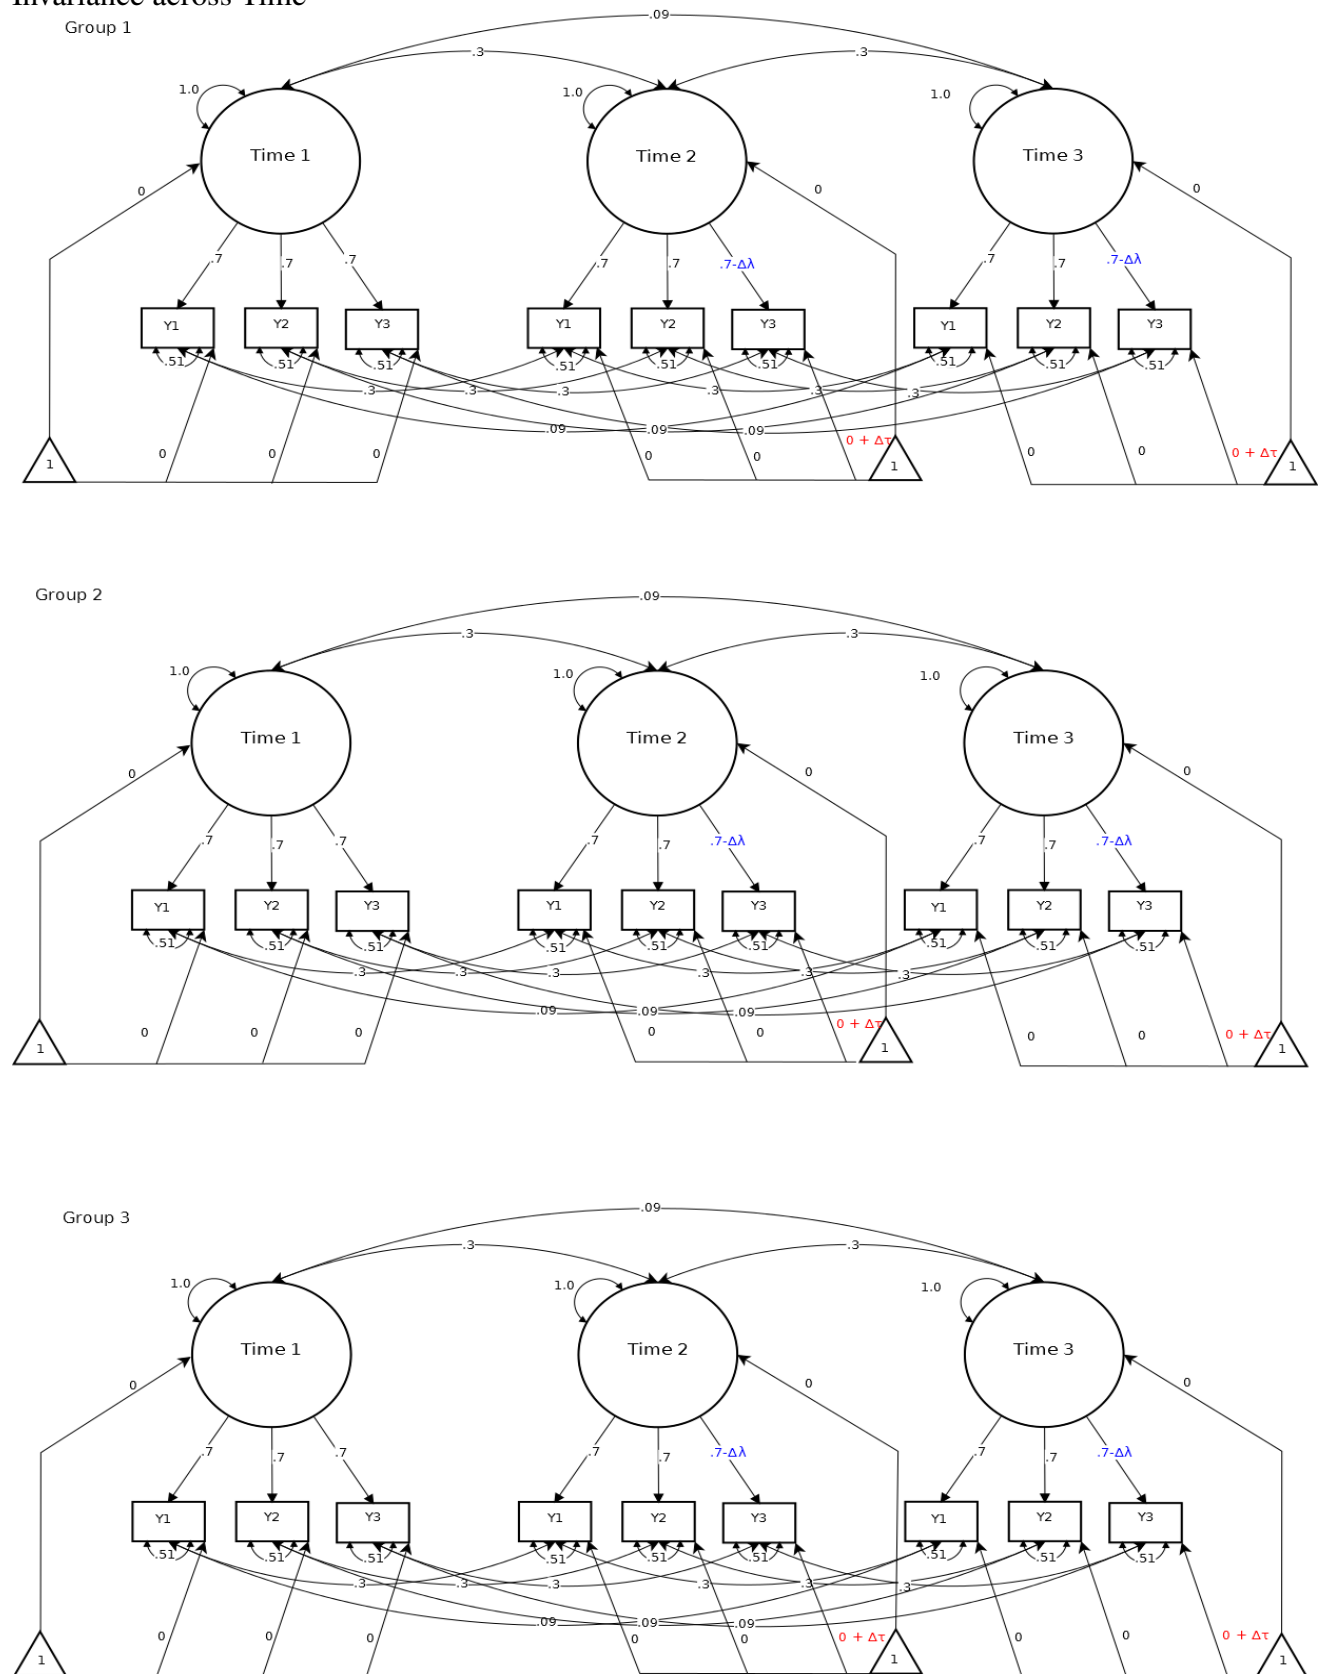 Invariance across Time
Group 1
.09
.3 .3
1.0 1.0 1.0
Time 1 Time 2 Time 3
0 0 0
.7 .7 .7 .7 .7 .7-Δλ .7 .7 .7-Δλ
Y1 Y2 Y3 Y1 Y2 Y3 Y1 Y2 Y3
.51 .51 .51 .51 .51 .51 .51 .51 .51
.3 .3 .3 .3 .3 .3
.09 .09 .09
0 0 0 0 0 0 + Δτ 0 0 0 + Δτ
1 1 1
Group 2
.09
.3 .3
1.0 1.0 1.0
Time 1 Time 2 Time 3
0 0 0
.7 .7 .7 .7 .7 .7-Δλ .7 .7 .7-Δλ
Y1 Y2 Y3 Y1 Y2 Y3 Y1 Y2 Y3
.51 .51 .51 .51 .51 .51 .51 .51 .51
.3 .3 .3 .3 .3 .3
.09 .09 .09
0 0 0 0 0 0 + Δτ 0 0 0 + Δτ
1 1 1
Group 3
.09
.3 .3
1.0 1.0 1.0
Time 1 Time 2 Time 3
0 0 0
.7 .7 .7 .7 .7 .7-Δλ .7 .7 .7-Δλ
Y1 Y2 Y3 Y1 Y2 Y3 Y1 Y2 Y3
.51 .51 .51 .51 .51 .51 .51 .51 .51
.3 .3 .3 .3 .3 .3
.09 .09 .09
0 0 0 0 0 0 + Δτ 0 0 0 + Δτ
1 1 1